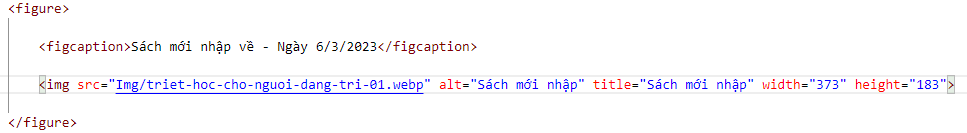 <figure>
<figcaption>Sách mới nhập về - Ngày 6/3/2023</figcaption>
<img src="Img/triet-hoc-cho-nguoi-dang-tri-01.webp" alt="Sách mới nhập" title="Sách mới nhập" width="373" height="183">
</figure>